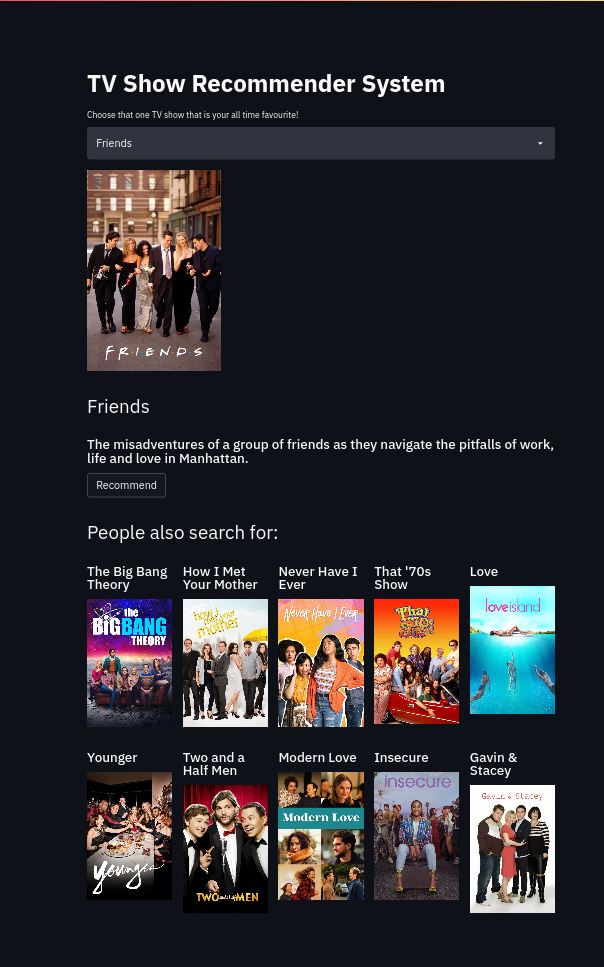 TV Show Recommender System
Choose that one TV show that is your all time favourite!
Friends
F·R·I·E·N·D·S
Friends
The misadventures of a group of friends as they navigate the pitfalls of work,
life and love in Manhattan.
Recommend
People also search for:
The Big Bang
Theory
How I Met
Your Mother
Never Have I
Ever
That '70s
Show
Love
the
BIG BANG
THEORY
how i met your
mother
Never Have I Ever
That
'70s
Show
loveisland
Younger
Two and a
Half Men
Modern Love
Insecure
Gavin &
Stacey
younger
TWO and a half MEN
Modern Love
insecure
Gavin & Stacey